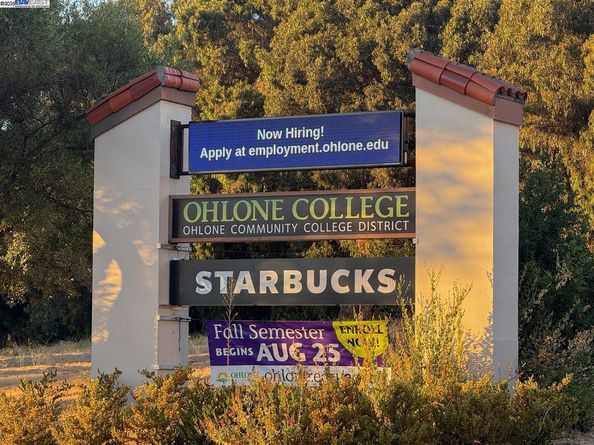 Now Hiring!
Apply at employment.ohlone.edu
OHLONE COLLEGE
OHLONE COMMUNITY COLLEGE DISTRICT
STARBUCKS
Fall Semester
BEGINS AUG 25
ENROLL
NOW!
OHLONE